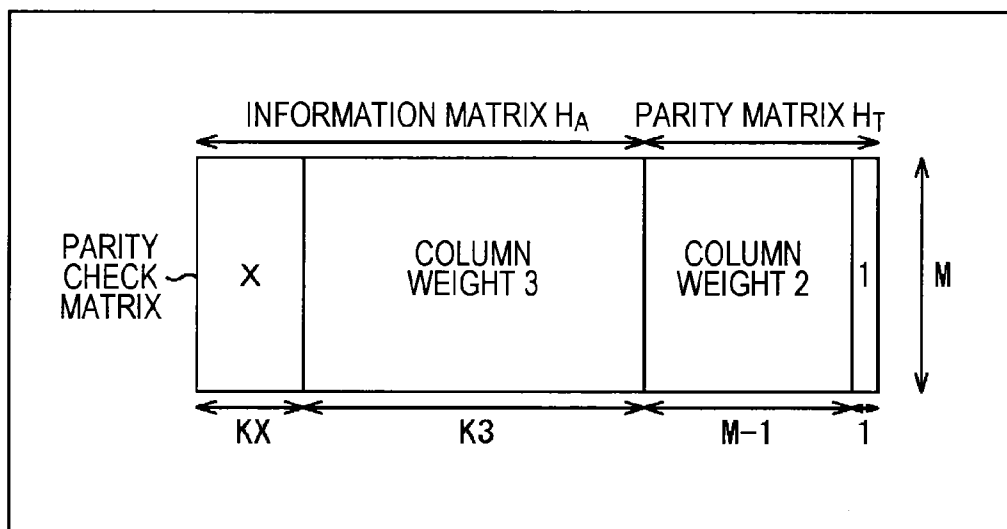 INFORMATION MATRIX HA PARITY MATRIX HT
PARITY
CHECK
MATRIX
X
COLUMN
WEIGHT 3
COLUMN
WEIGHT 2
1
M
KX
K3
M-1
1